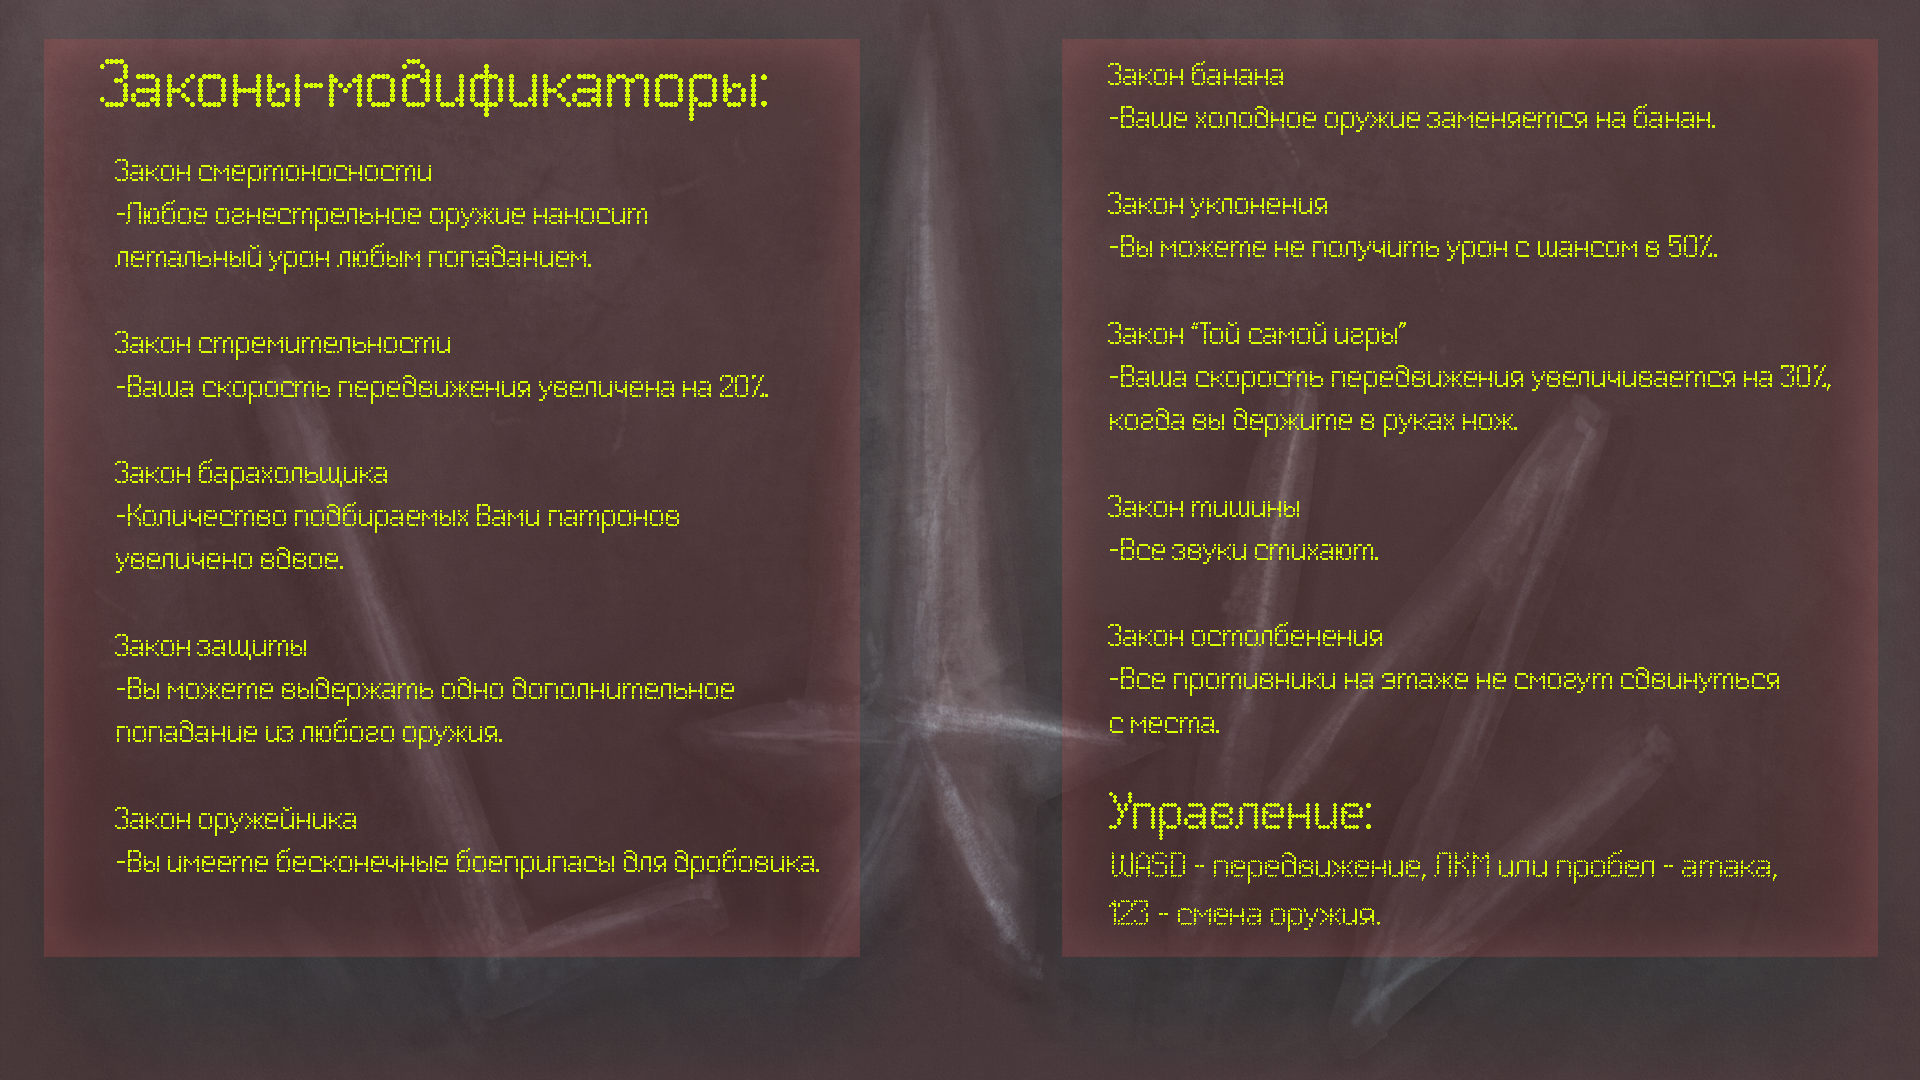 Законы-модификаторы:
Закон смертоносности
-Любое огнестрельное оружие наносит
летальный урон любым попаданием.
Закон стремительности
-Ваша скорость передвижения увеличена на 20%.
Закон барахольщика
-Количество подбираемых Вами патронов
увеличено вдвое.
Закон защиты
-Вы можете выдержать одно дополнительное
попадание из любого оружия.
Закон оружейника
-Вы имеете бесконечные боеприпасы для дробовика.
Закон банана
-Ваше холодное оружие заменяется на банан.
Закон уклонения
-Вы можете не получить урон с шансом в 50%.
Закон “Той самой игры”
-Ваша скорость передвижения увеличивается на 30%,
когда вы держите в руках нож.
Закон тишины
-Все звуки стихают.
Закон остолбенения
-Все противники на этаже не смогут сдвинуться
с места.
Управление:
WASD - передвижение, ЛКМ или пробел - атака,
123 - смена оружия.